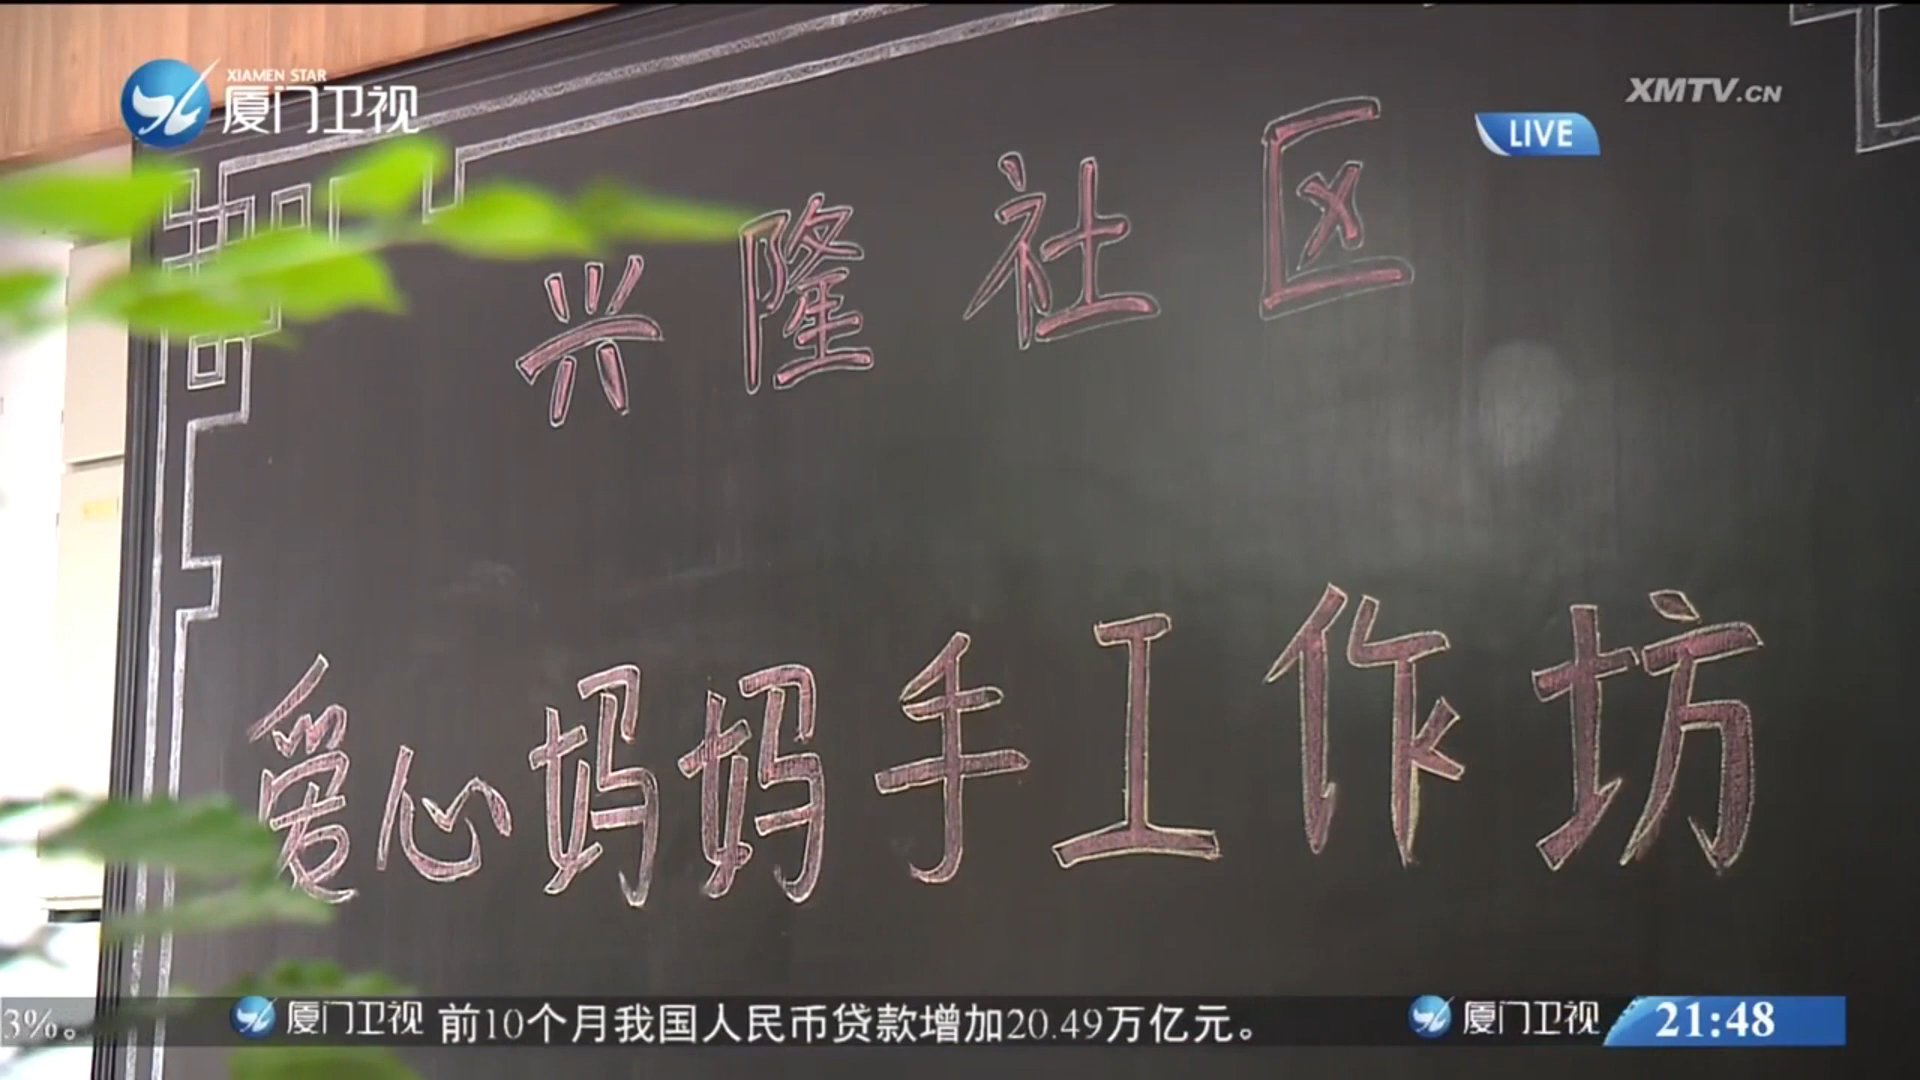 XIAMEN STAR
厦门卫视
XMTV.CN
LIVE
兴隆社区
爱心妈妈手工作坊
3%。 厦门卫视 前10个月我国人民币贷款增加20.49万亿元。 厦门卫视 21:48